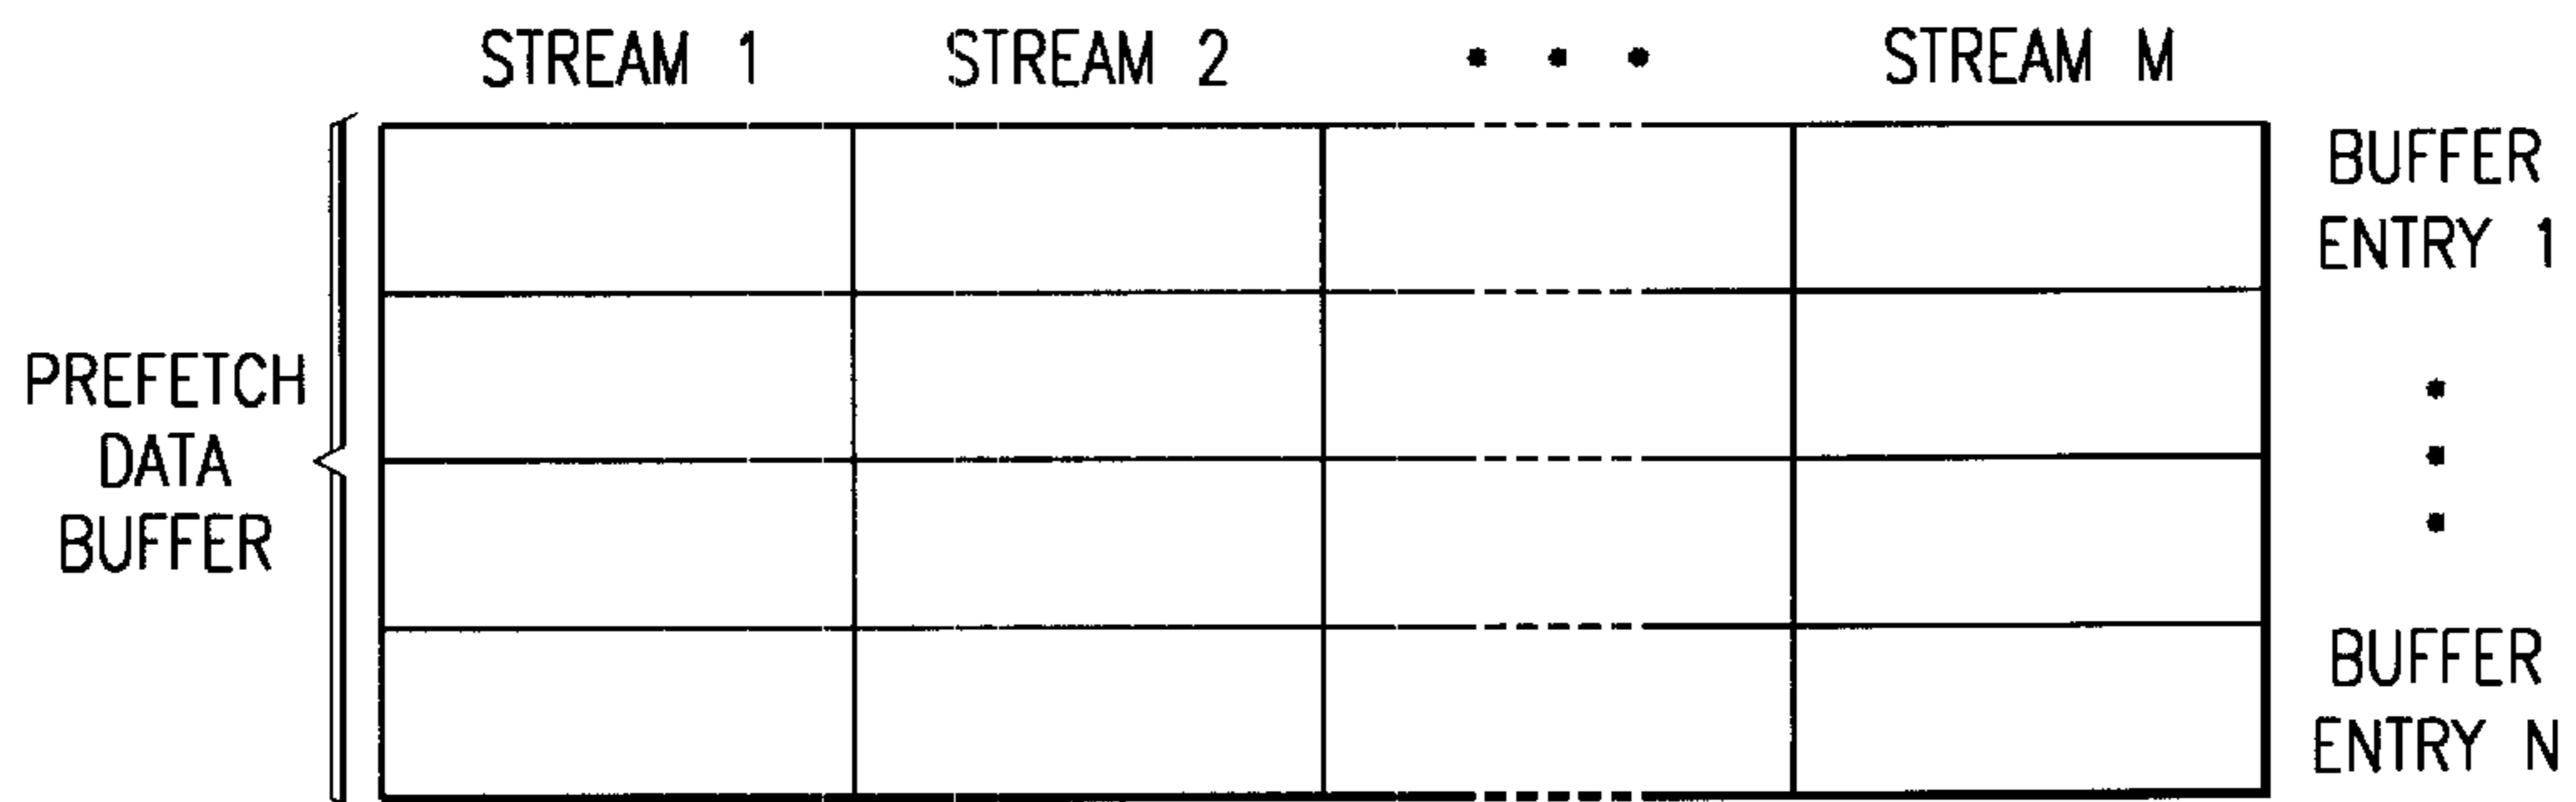 STREAM 1 STREAM 2 • • • STREAM M
BUFFER
ENTRY 1
PREFETCH
DATA
BUFFER
•
•
•
BUFFER
ENTRY N